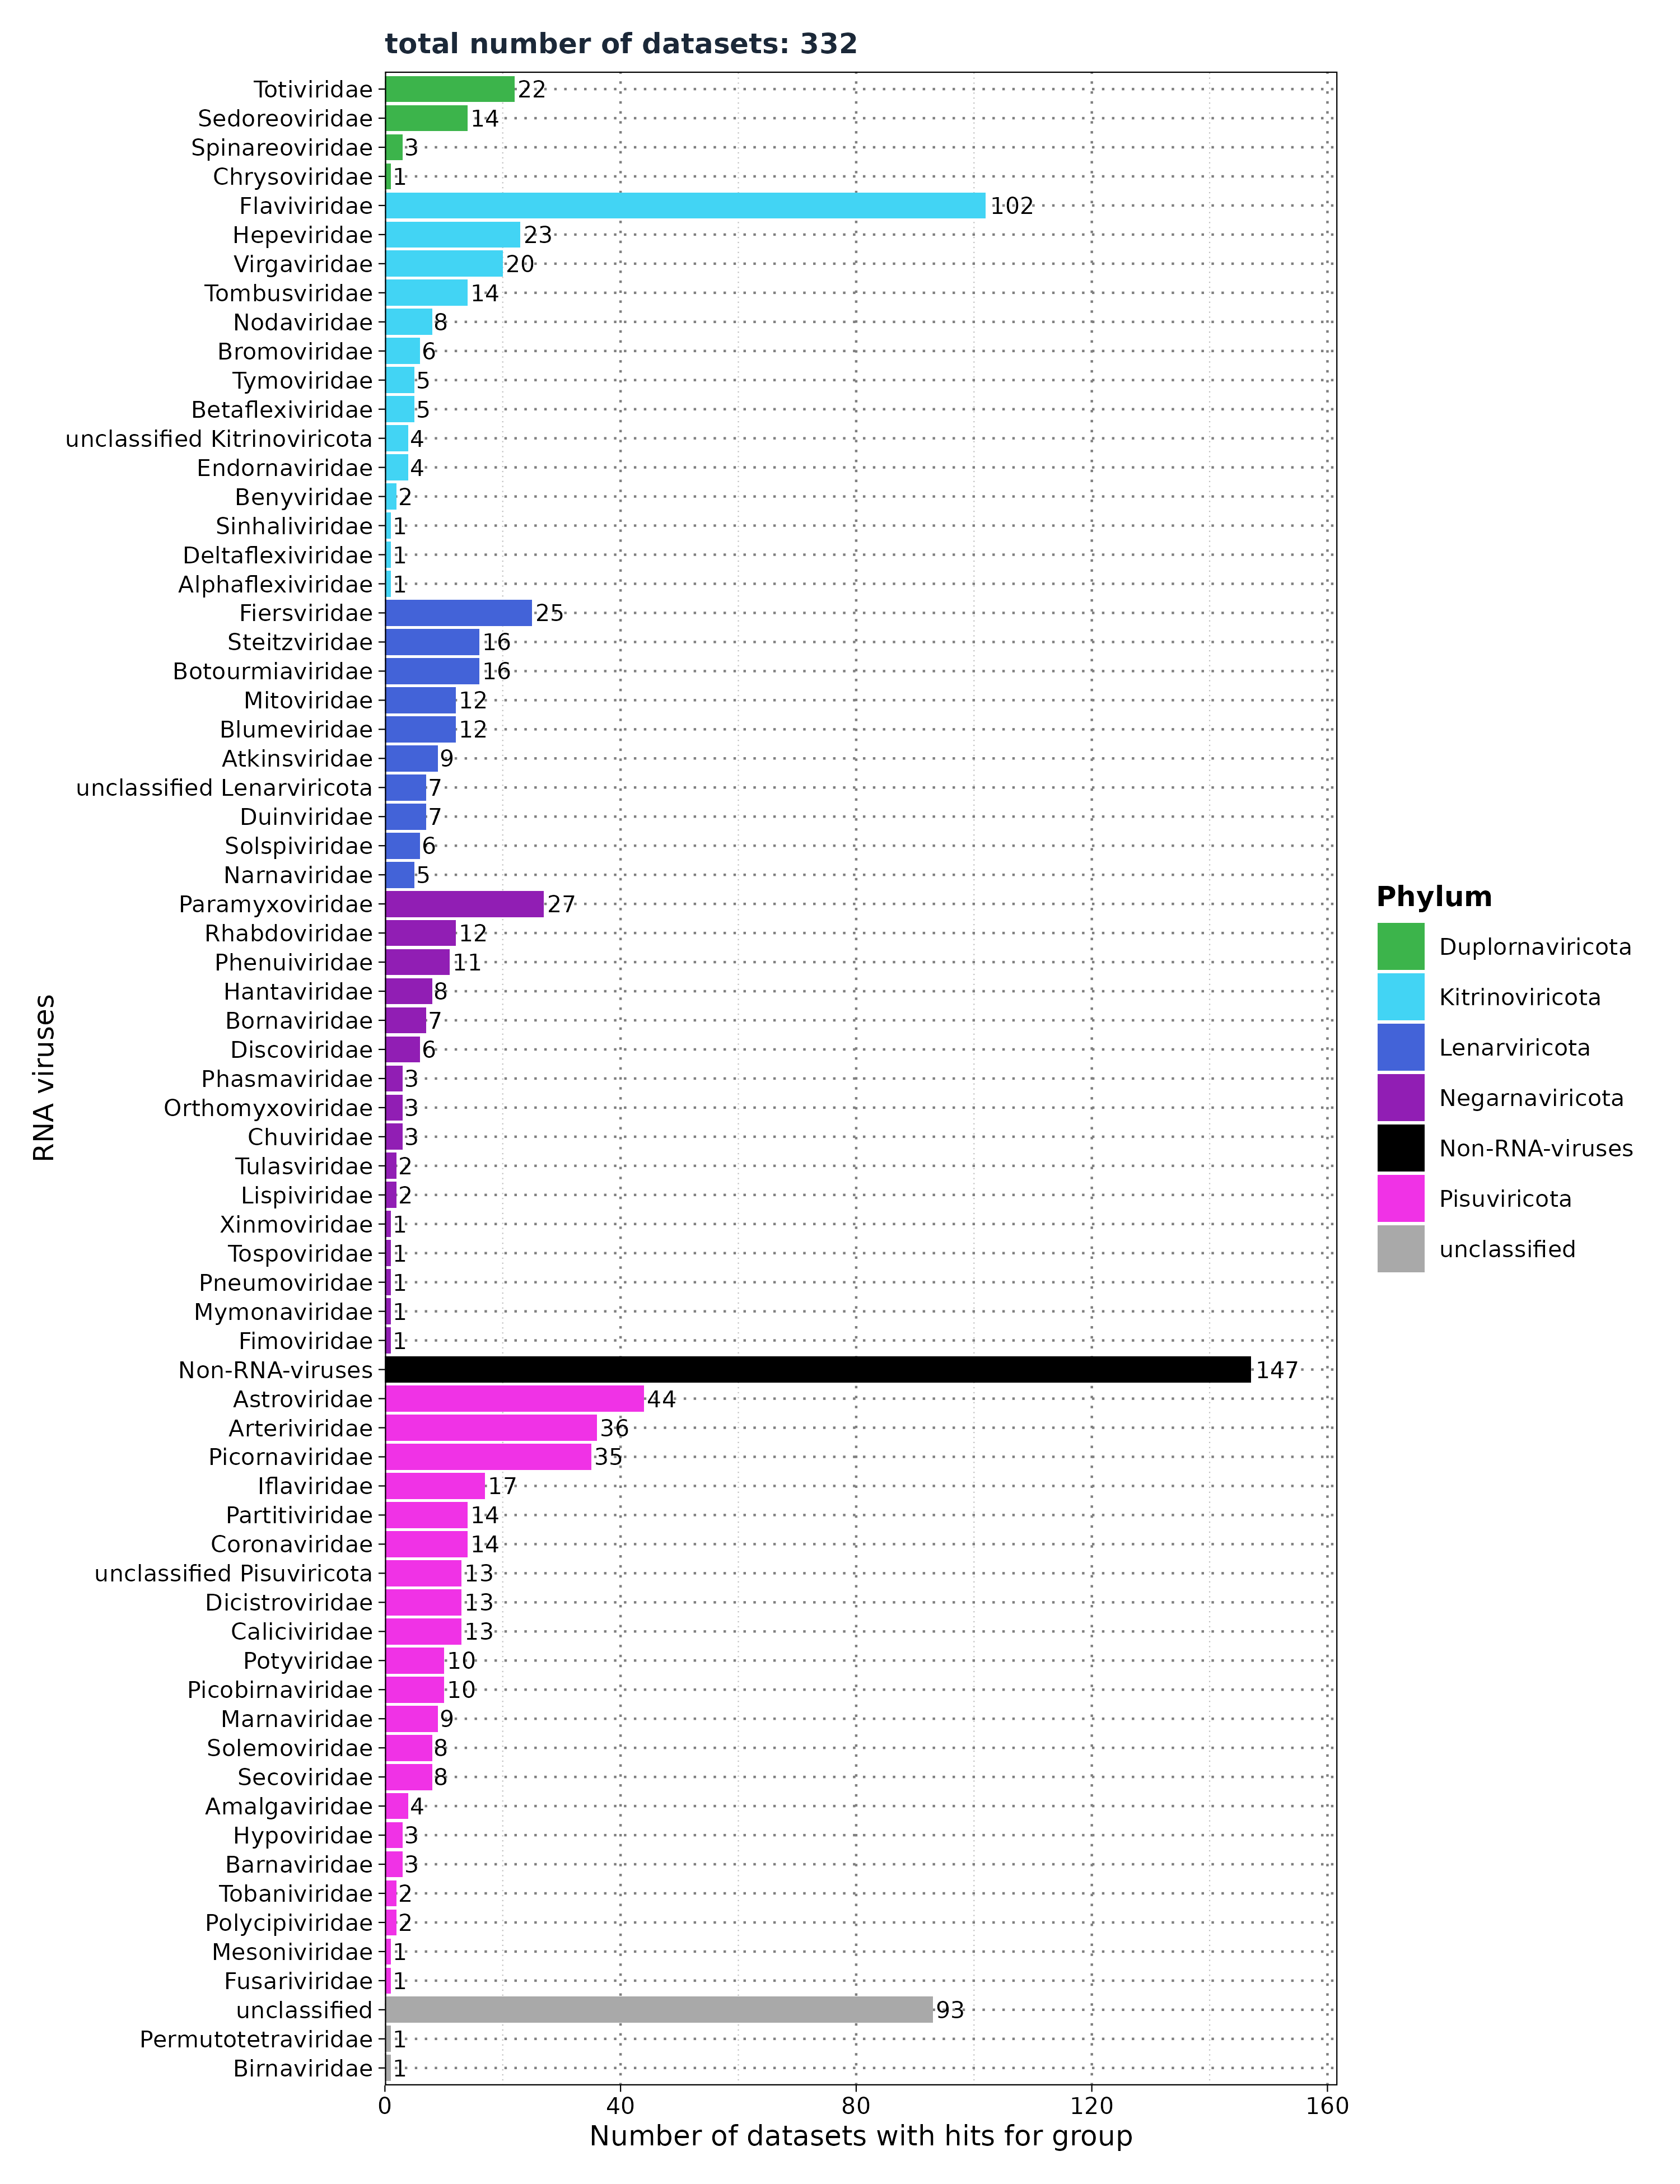 total number of datasets: 332
Totiviridae 22
Sedoreoviridae 14
Spinareoviridae 3
Chrysoviridae 1
Flaviviridae 102
Hepeviridae 23
Virgaviridae 20
Tombusviridae 14
Nodaviridae 8
Bromoviridae 6
Tymoviridae 5
Betaflexiviridae 5
unclassified Kitrinoviricota 4
Endornaviridae 4
Benyviridae 2
Sinhaliviridae 1
Deltaflexiviridae 1
Alphaflexiviridae 1
Fiersviridae 25
Steitzviridae 16
Botourmiaviridae 16
Mitoviridae 12
Blumeviridae 12
Atkinsviridae 9
unclassified Lenarviricota 7
Duinviridae 7
Solspiviridae 6
Narnaviridae 5
Paramyxoviridae 27
Rhabdoviridae 12
Phenuiviridae 11
Hantaviridae 8
Bornaviridae 7
Discoviridae 6
Phasmaviridae 3
Orthomyxoviridae 3
Chuviridae 3
Tulasviridae 2
Lispiviridae 2
Xinmoviridae 1
Tospoviridae 1
Pneumoviridae 1
Mymonaviridae 1
Fimoviridae 1
Non-RNA-viruses 147
Astroviridae 44
Arteriviridae 36
Picornaviridae 35
Iflaviridae 17
Partitiviridae 14
Coronaviridae 14
unclassified Pisuviricota 13
Dicistroviridae 13
Caliciviridae 13
Potyviridae 10
Picobirnaviridae 10
Marnaviridae 9
Solemoviridae 8
Secoviridae 8
Amalgaviridae 4
Hypoviridae 3
Barnaviridae 3
Tobaniviridae 2
Polycipiviridae 2
Mesoniviridae 1
Fusariviridae 1
unclassified 93
Permutotetraviridae 1
Birnaviridae 1
0 40 80 120 160
Number of datasets with hits for group
RNA viruses
Phylum
Duplornaviricota
Kitrinoviricota
Lenarviricota
Negarnaviricota
Non-RNA-viruses
Pisuviricota
unclassified